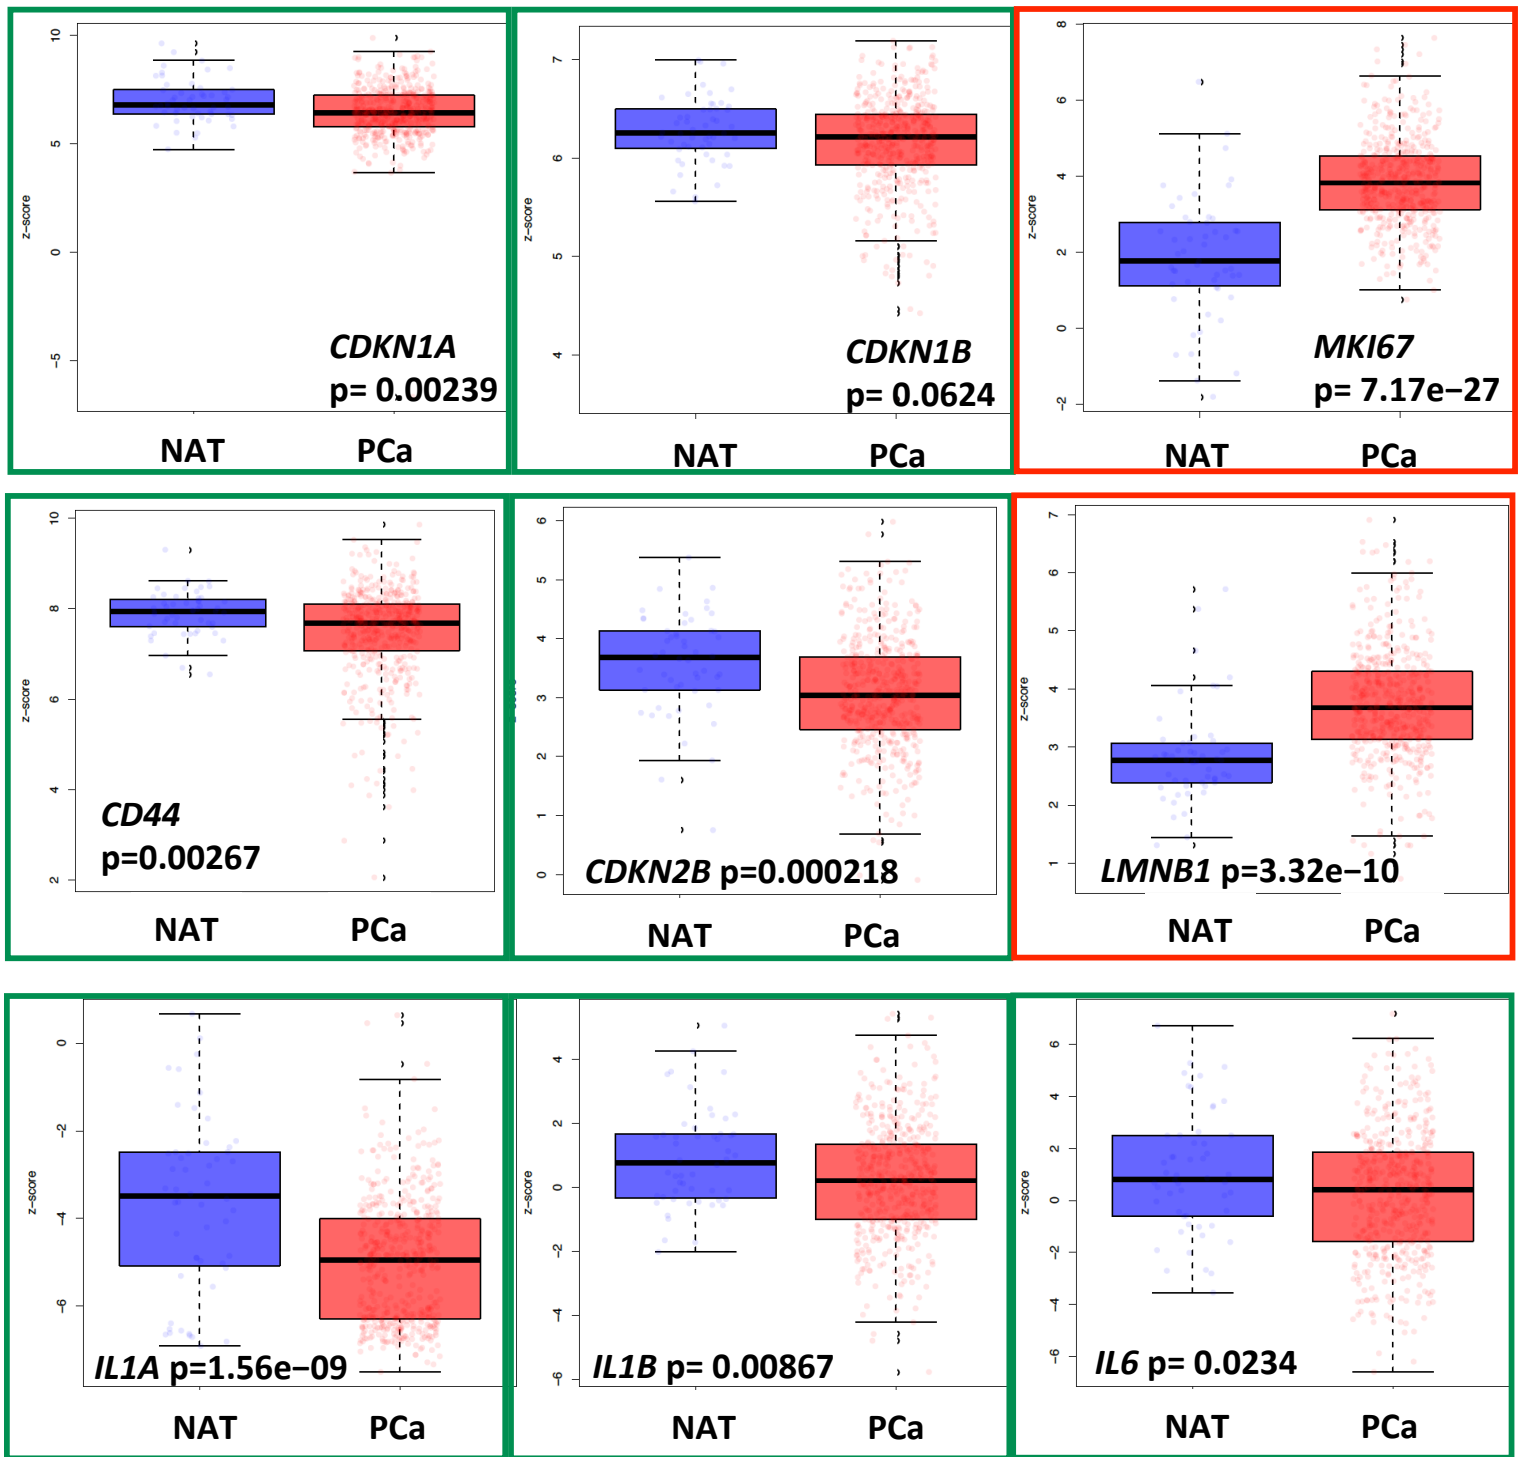 10
5
0
−5
z−score
CDKN1A
p= 0.00239
NAT PCa
7
6
5
4
z−score
CDKN1B
p= 0.0624
NAT PCa
8
6
4
2
0
−2
z−score
MKI67
p= 7.17e−27
NAT PCa
10
8
6
4
2
z−score
CD44
p=0.00267
NAT PCa
6
5
4
3
2
1
0
CDKN2B p=0.000218
NAT PCa
7
6
5
4
3
2
1
z−score
LMNB1 p=3.32e−10
NAT PCa
0
−2
−4
−6
z−score
IL1A p=1.56e−09
NAT PCa
4
2
0
−2
−4
−6
z−score
IL1B p= 0.00867
NAT PCa
6
4
2
0
−2
−4
−6
z−score
IL6 p= 0.0234
NAT PCa